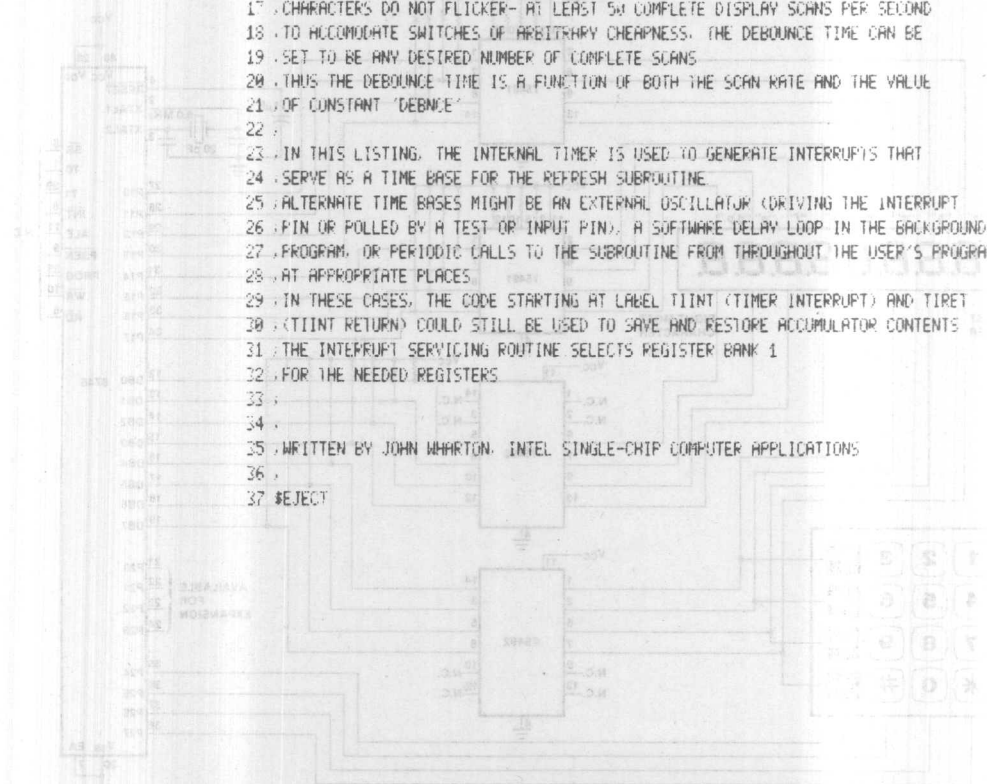 17 ;CHARACTERS DO NOT FLICKER- AT LEAST 50 COMPLETE DISPLAY SCANS PER SECOND
18 ;TO ACCOMODATE SWITCHES OF ARBITRARY CHEAPNESS, THE DEBOUNCE TIME CAN BE
19 ;SET TO BE ANY DESIRED NUMBER OF COMPLETE SCANS
20 ;THUS THE DEBOUNCE TIME IS A FUNCTION OF BOTH THE SCAN RATE AND THE VALUE
21 ;OF CONSTANT 'DEBNCE'
22 ;
23 ;IN THIS LISTING, THE INTERNAL TIMER IS USED TO GENERATE INTERRUPTS THAT
24 ;SERVE AS A TIME BASE FOR THE REFRESH SUBROUTINE
25 ;ALTERNATE TIME BASES MIGHT BE AN EXTERNAL OSCILLATOR (DRIVING THE INTERRUPT
26 ;PIN OR POLLED BY A TEST OR INPUT PIN), A SOFTWARE DELAY LOOP IN THE BACKGROUND
27 ;PROGRAM, OR PERIODIC CALLS TO THE SUBROUTINE FROM THROUGHOUT THE USER'S PROGRA
28 ;AT APPROPRIATE PLACES
29 ;IN THESE CASES, THE CODE STARTING AT LABEL TIINT (TIMER INTERRUPT) AND TIRET
30 ;(TIINT RETURN) COULD STILL BE USED TO SAVE AND RESTORE ACCUMULATOR CONTENTS
31 ;THE INTERRUPT SERVICING ROUTINE SELECTS REGISTER BANK 1
32 ;FOR THE NEEDED REGISTERS
33 ;
34 ;
35 ;WRITTEN BY JOHN WHARTON, INTEL SINGLE-CHIP COMPUTER APPLICATIONS
36 ;
37 $EJECT